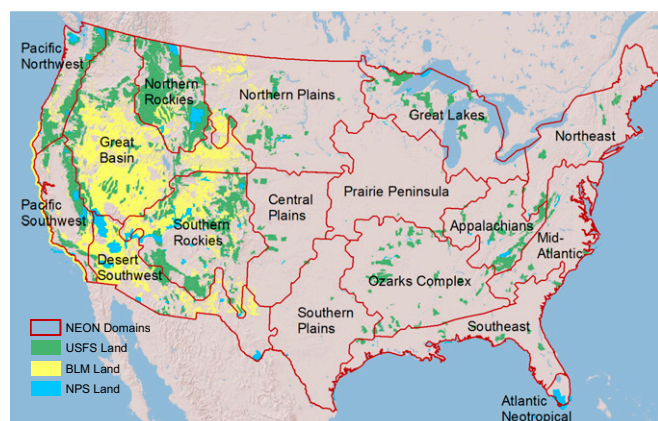 Pacific
Northwest
Northern
Rockies
Northern Plains
Great Lakes
Northeast
Great
Basin
Prairie Peninsula
Central
Plains
Pacific
Southwest
Southern
Rockies
Appalachians
Mid-
Atlantic
Desert
Southwest
Ozarks Complex
Southern
Plains
Southeast
Atlantic
Neotropical
NEON Domains
USFS Land
BLM Land
NPS Land